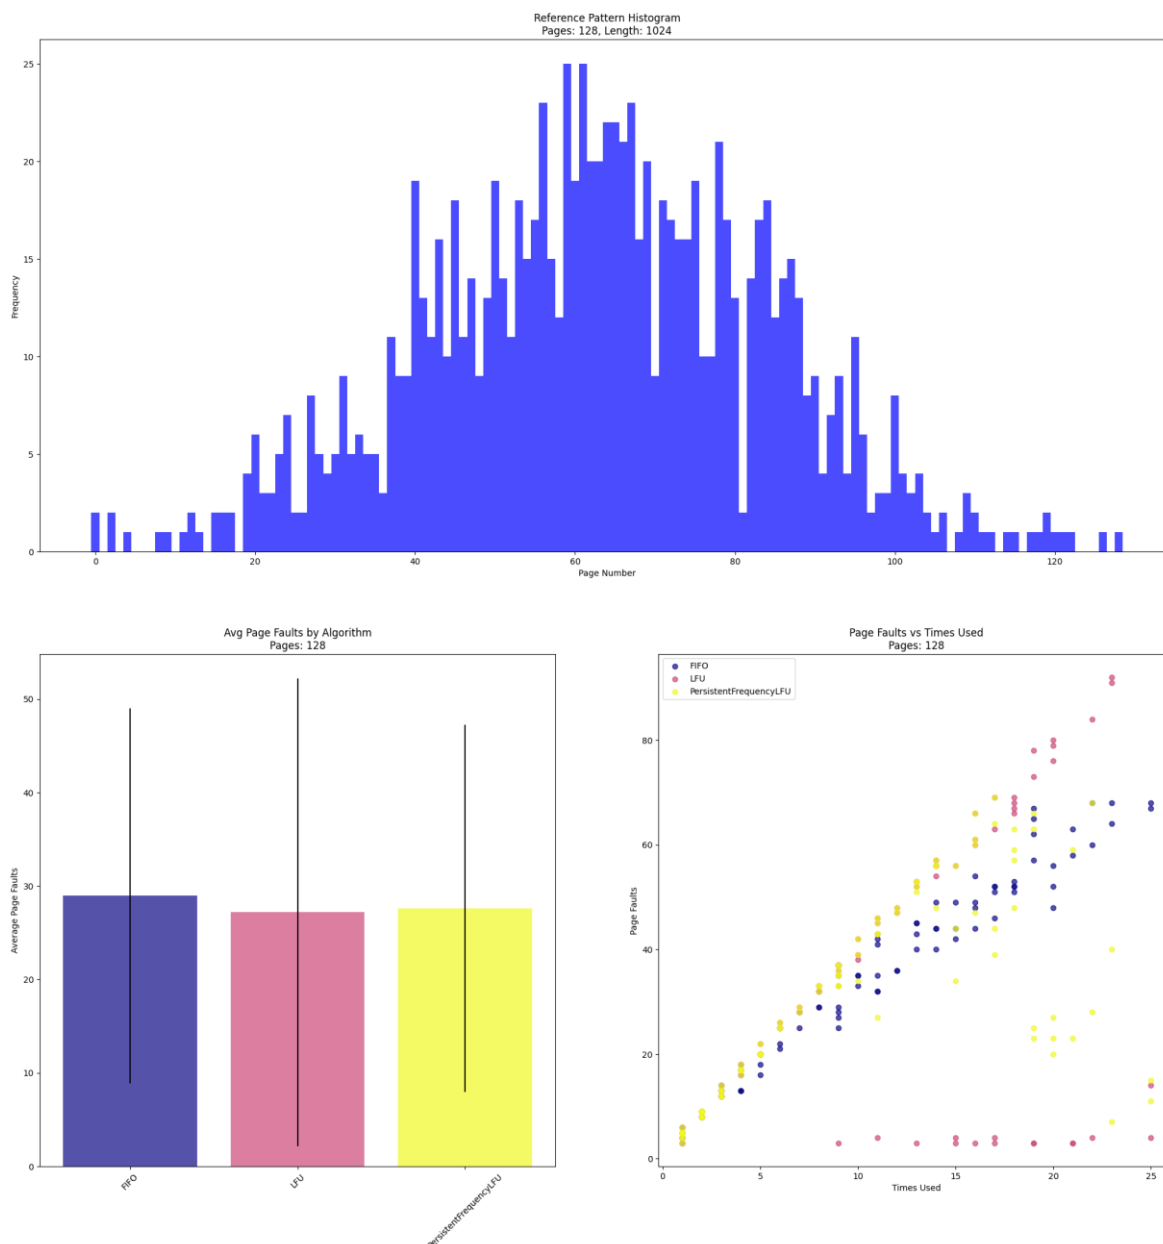 Reference Pattern Histogram
Pages: 128, Length: 1024
25
20
15
10
5
0
Frequency
0 20 40 60 80 100 120
Page Number
Avg Page Faults by Algorithm
Pages: 128
50
40
30
20
10
0
Average Page Faults
FIFO
LFU
PersistentFrequencyLFU
Page Faults vs Times Used
Pages: 128
FIFO
LFU
PersistentFrequencyLFU
80
60
40
20
0
Page Faults
0 5 10 15 20 25
Times Used